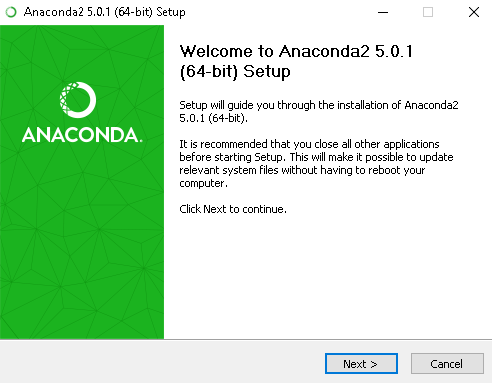 Anaconda2 5.0.1 (64-bit) Setup
Welcome to Anaconda2 5.0.1
(64-bit) Setup
ANACONDA.
Setup will guide you through the installation of Anaconda2
5.0.1 (64-bit).
It is recommended that you close all other applications
before starting Setup. This will make it possible to update
relevant system files without having to reboot your
computer.
Click Next to continue.
Next >
Cancel